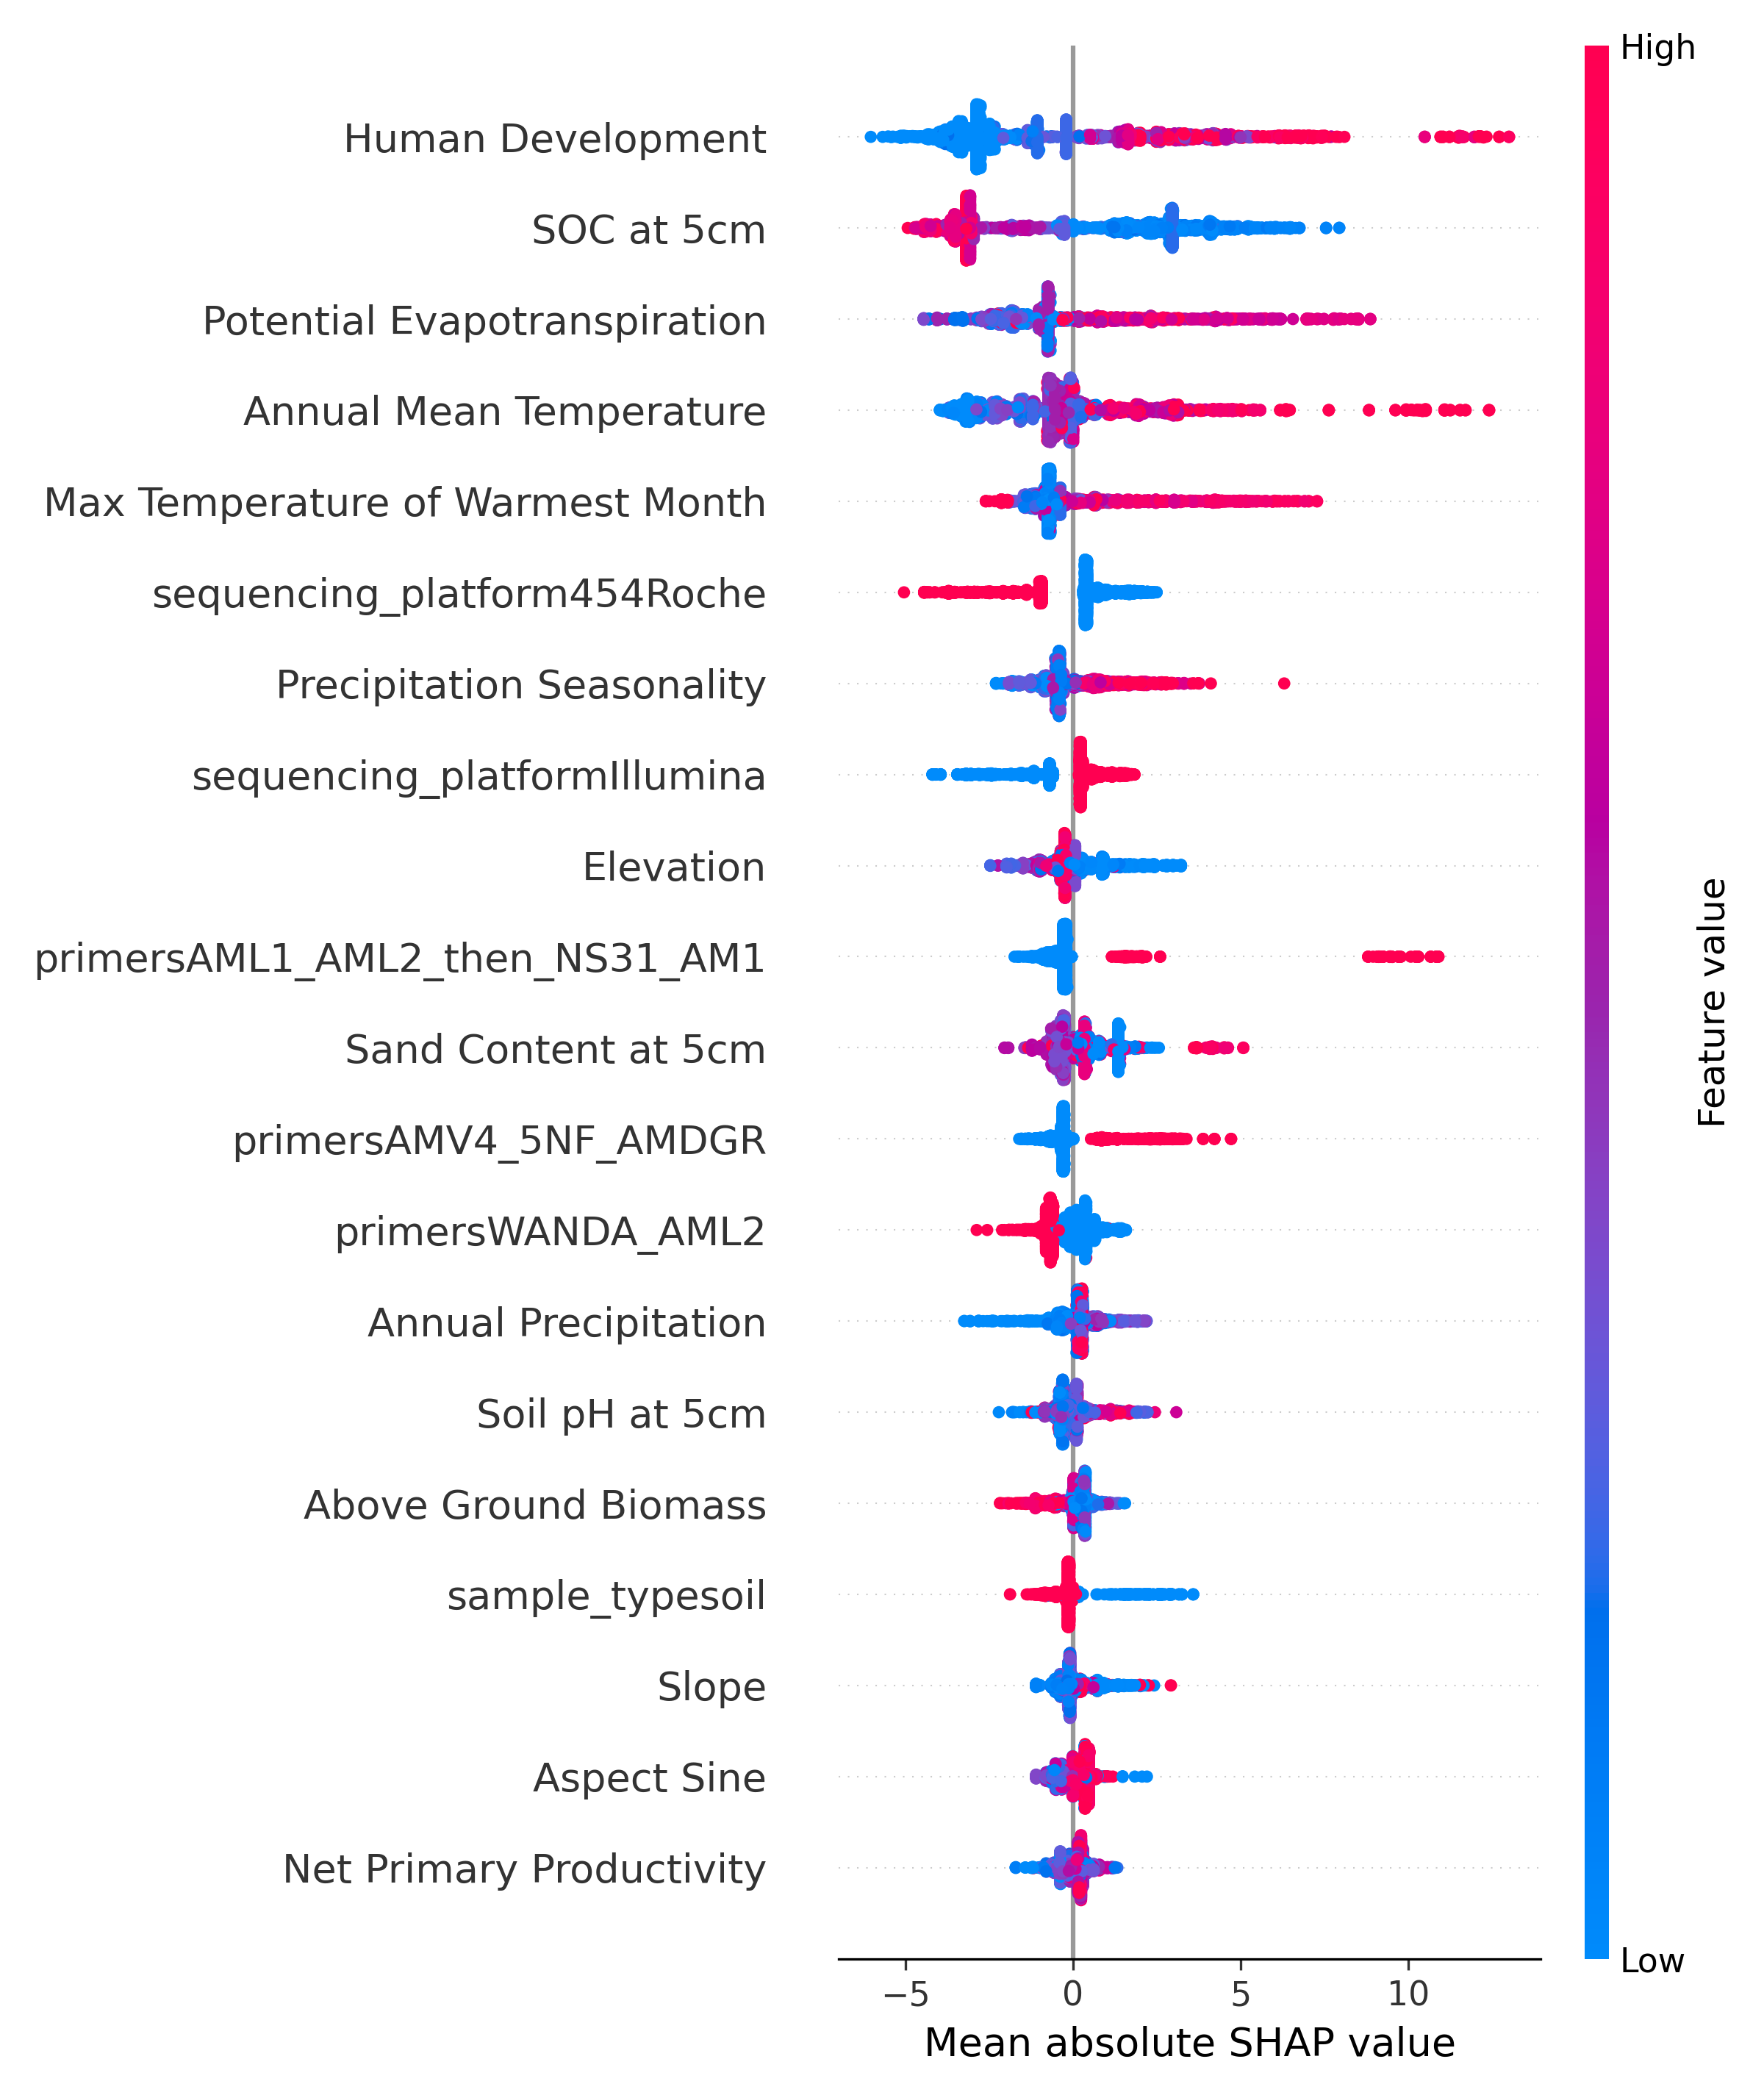 High
Human Development
SOC at 5cm
Potential Evapotranspiration
Annual Mean Temperature
Max Temperature of Warmest Month
sequencing_platform454Roche
Precipitation Seasonality
sequencing_platformIllumina
Elevation
primersAML1_AML2_then_NS31_AM1
Sand Content at 5cm
primersAMV4_5NF_AMDGR
primersWANDA_AML2
Annual Precipitation
Soil pH at 5cm
Above Ground Biomass
sample_typesoil
Slope
Aspect Sine
Net Primary Productivity
Feature value
Low
−5 0 5 10
Mean absolute SHAP value